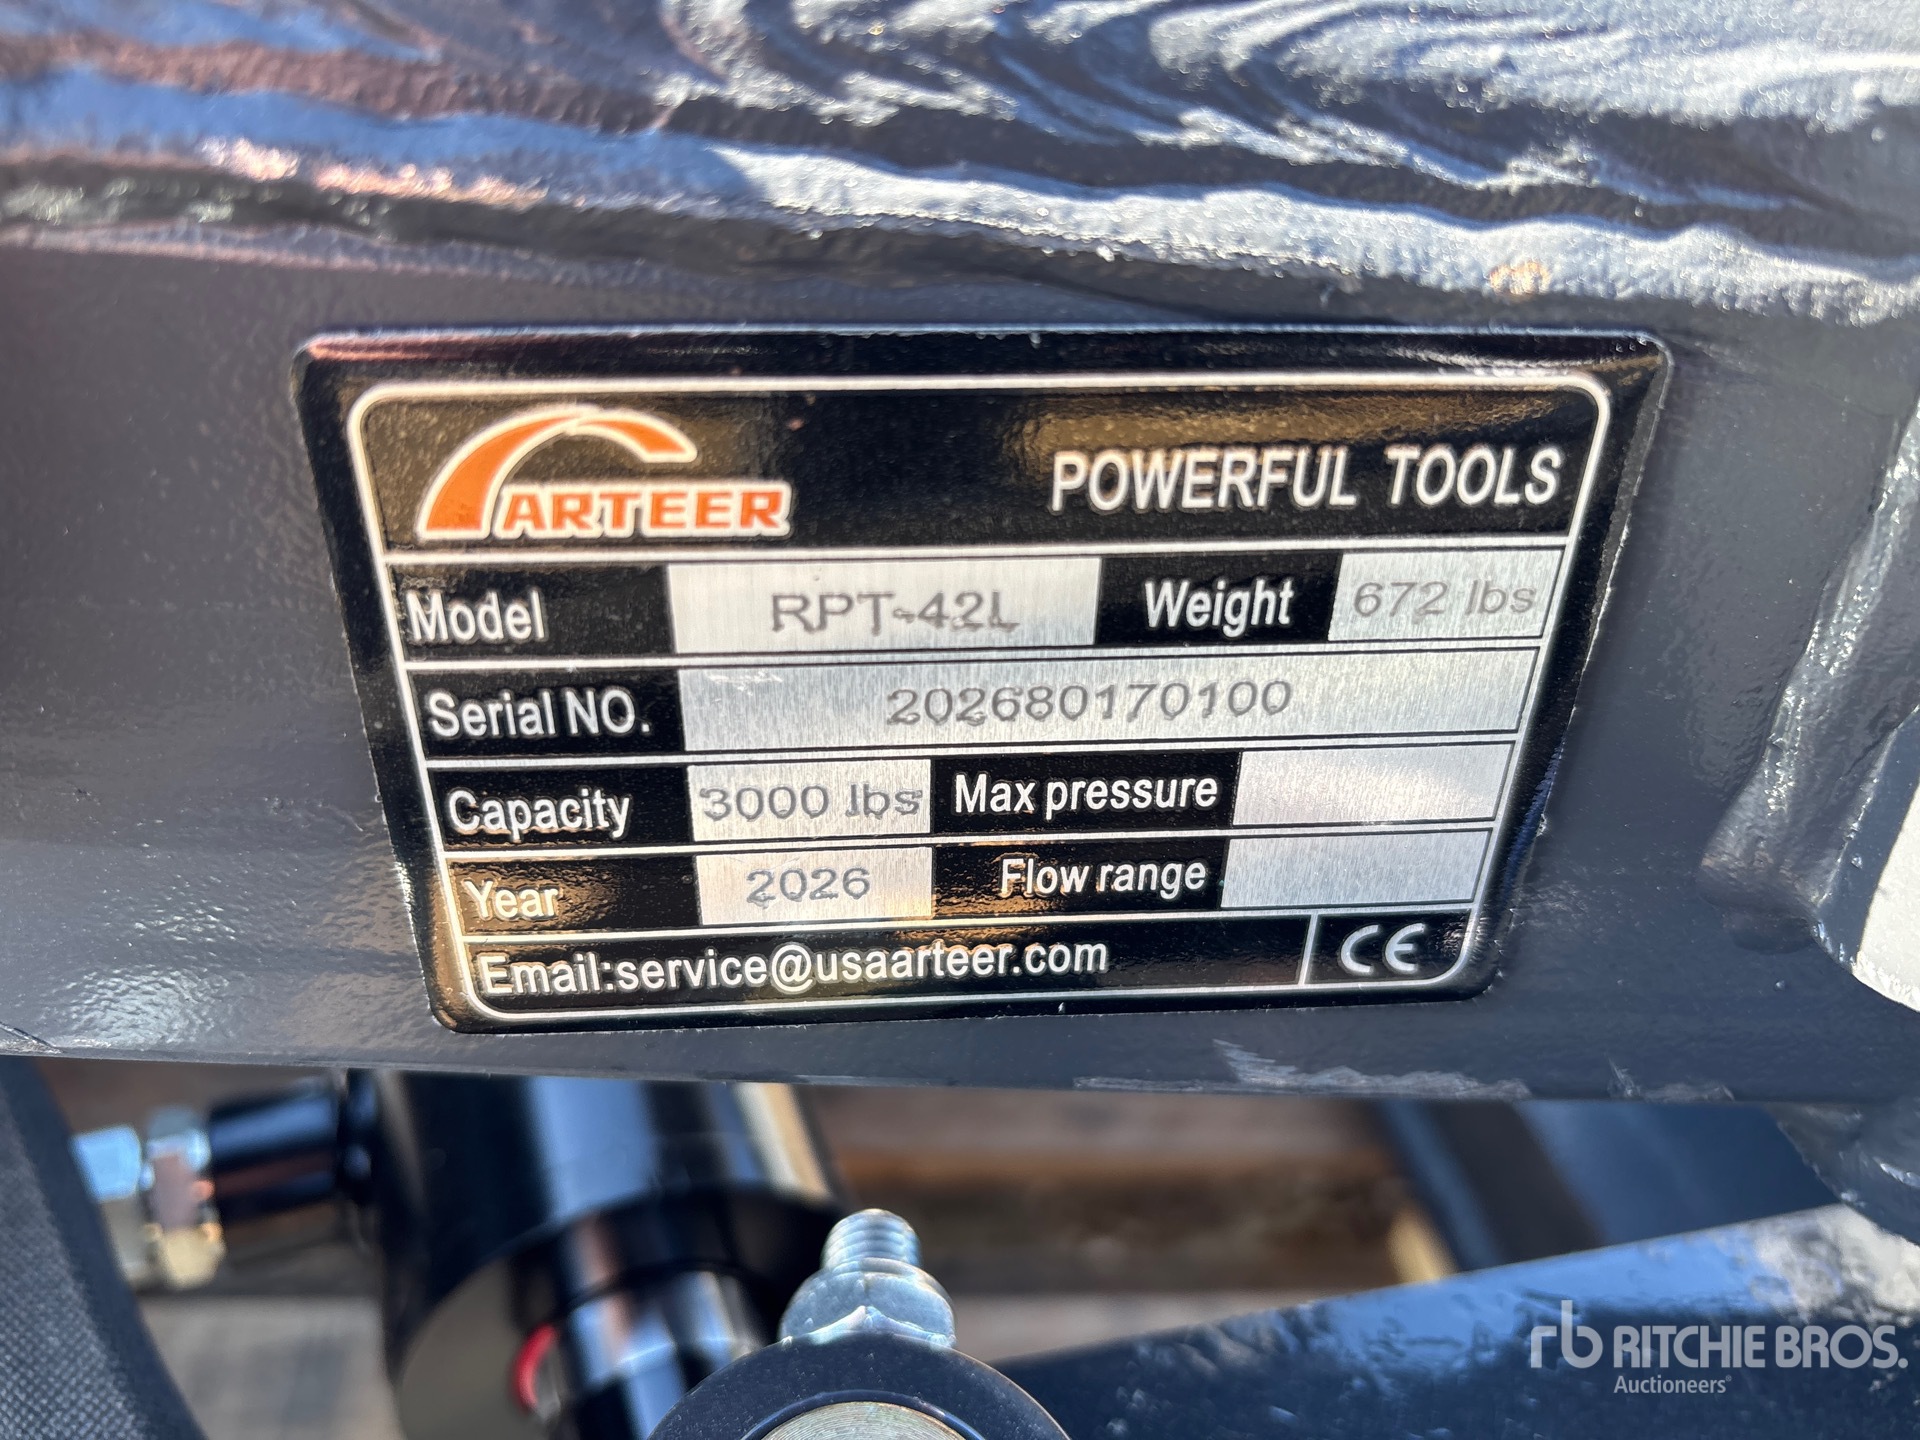 ARTEER POWERFUL TOOLS
Model RPT-42L Weight 672 lbs
Serial NO. 202680170100
Capacity 3000 lbs Max pressure
Year 2026 Flow range
Email:service@usaarteer.com CE
rb RITCHIE BROS.
Auctioneers